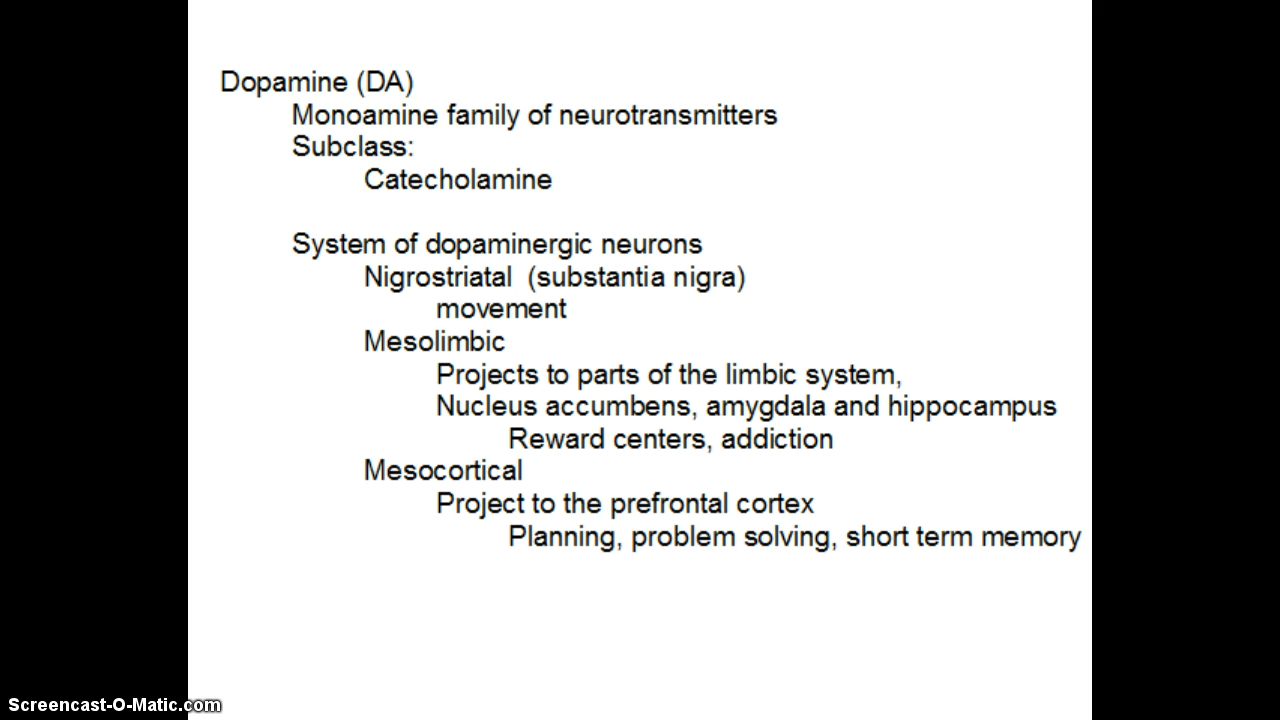 Dopamine (DA)
Monoamine family of neurotransmitters
Subclass:
Catecholamine
System of dopaminergic neurons
Nigrostriatal  (substantia nigra)
movement
Mesolimbic
Projects to parts of the limbic system,
Nucleus accumbens, amygdala and hippocampus
Reward centers, addiction
Mesocortical
Project to the prefrontal cortex
Planning, problem solving, short term memory
Screencast-O-Matic.com